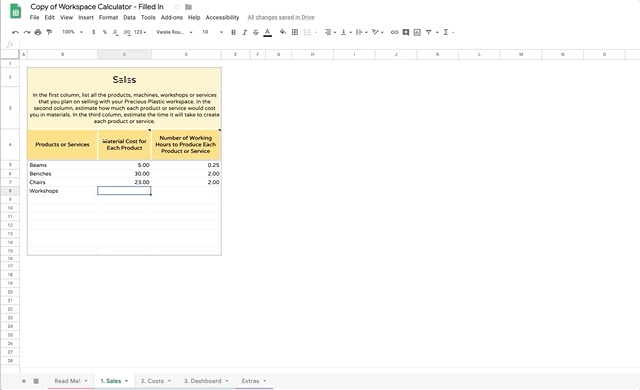 Copy of Workspace Calculator - Filled In
File Edit View Insert Format Data Tools Add-ons Help Accessibility All changes saved in Drive
100% $ % .0 .00 123 Varela Rou... 10 B I S A
fx
A B C D E F G H I J K L M N O
1
2
3
4
5
6
7
8
9
10
11
12
13
14
15
16
17
18
19
20
21
22
23
24
25
26
27
28
Sales
In the first column, list all the products, machines, workshops or services
that you plan on selling with your Precious Plastic workspace. In the
second column, estimate how much each product or service would cost
you in materials. In the third column, estimate the time it will take to create
each product or service.
Products or Services
Material Cost for
Each Product
Number of Working
Hours to Produce Each
Product or Service
Beams 5.00 0.25
Benches 30.00 2.00
Chairs 23.00 2.00
Workshops
Read Me! 1. Sales 2. Costs 3. Dashboard Extras